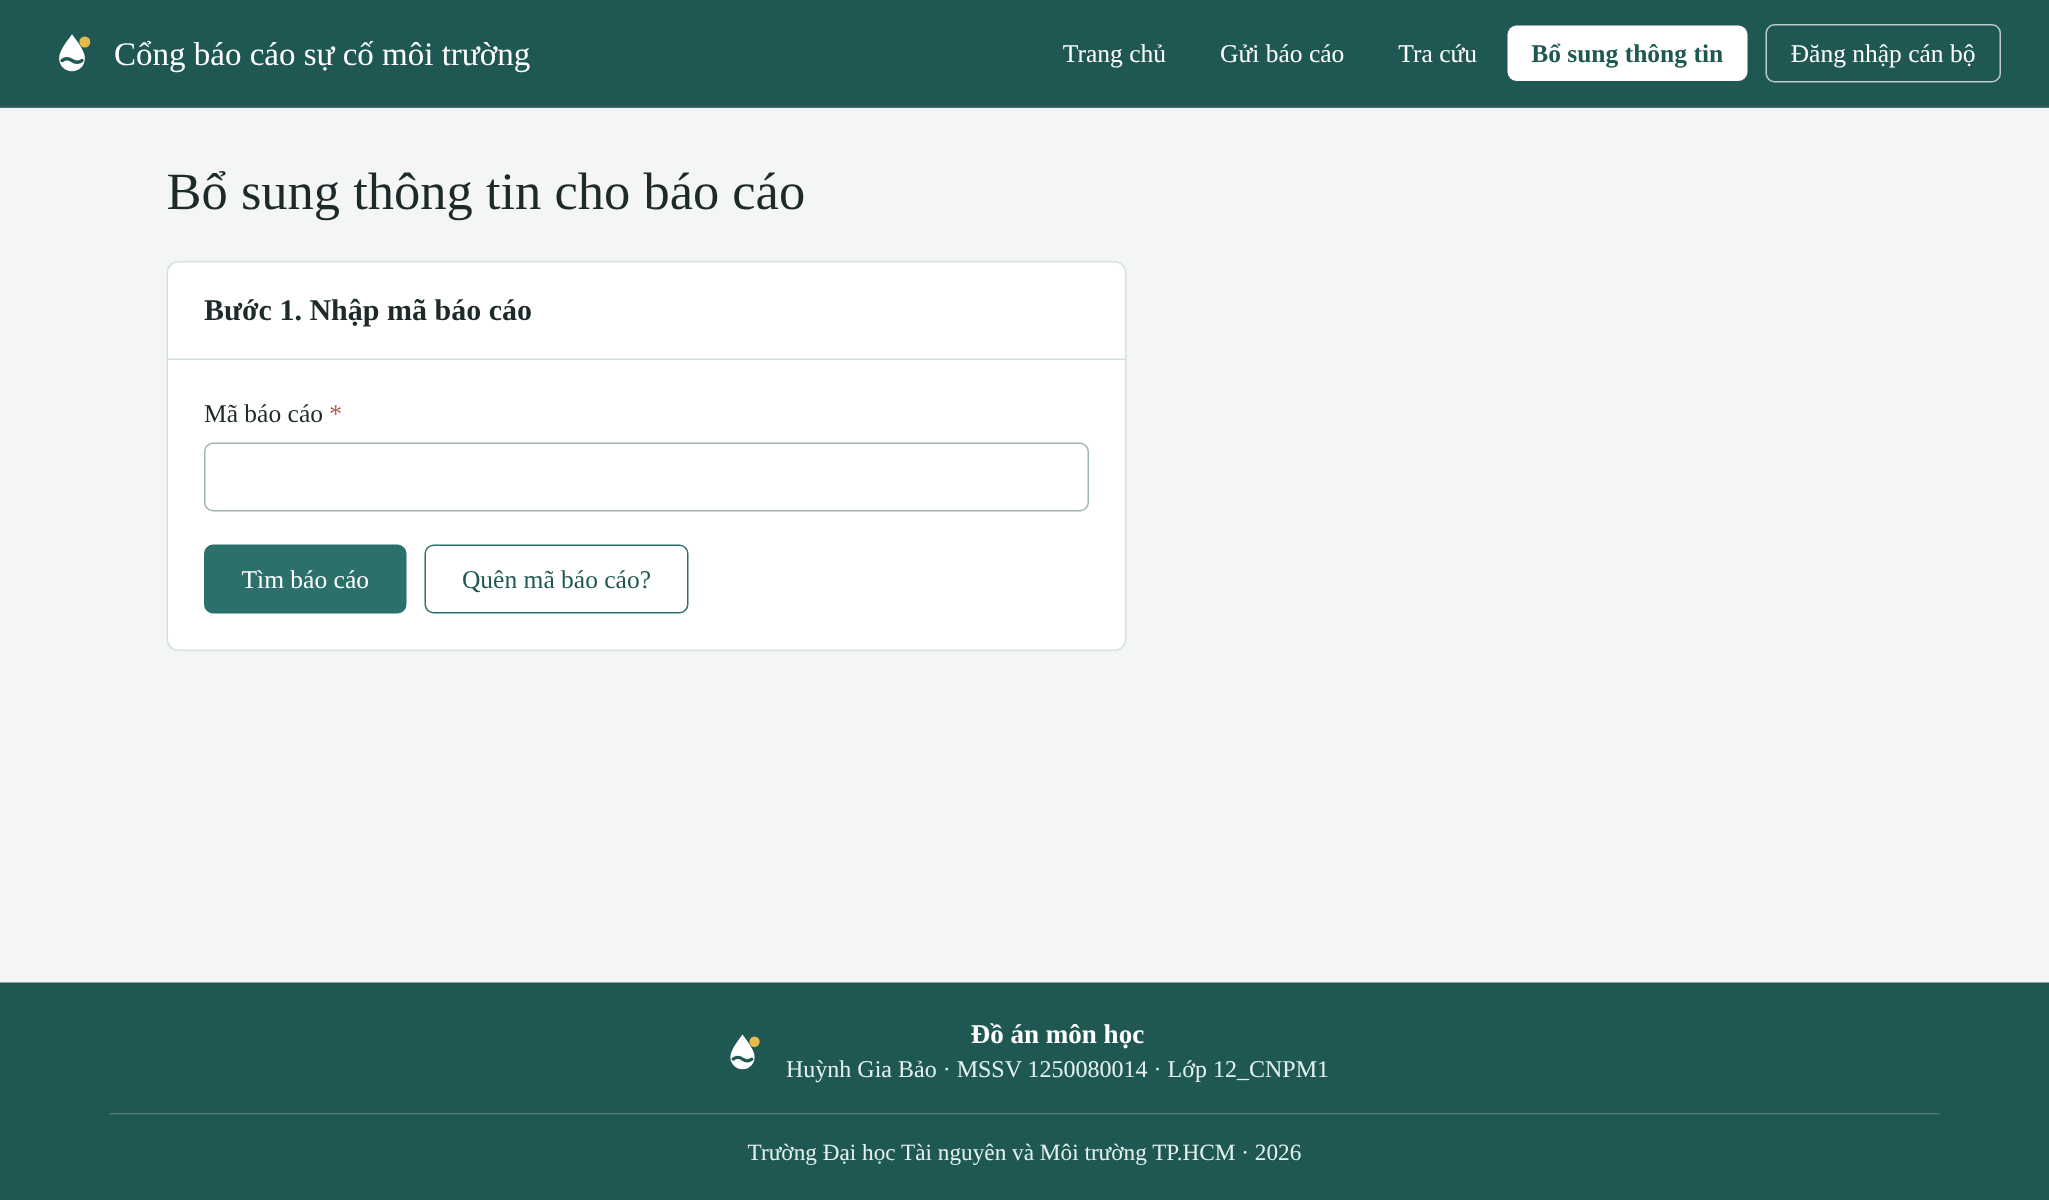 Cổng báo cáo sự cố môi trường
Trang chủ
Gửi báo cáo
Tra cứu
Bổ sung thông tin
Đăng nhập cán bộ
Bổ sung thông tin cho báo cáo
Bước 1. Nhập mã báo cáo
Mã báo cáo *
Tìm báo cáo
Quên mã báo cáo?
Đồ án môn học
Huỳnh Gia Bảo · MSSV 1250080014 · Lớp 12_CNPM1
Trường Đại học Tài nguyên và Môi trường TP.HCM · 2026